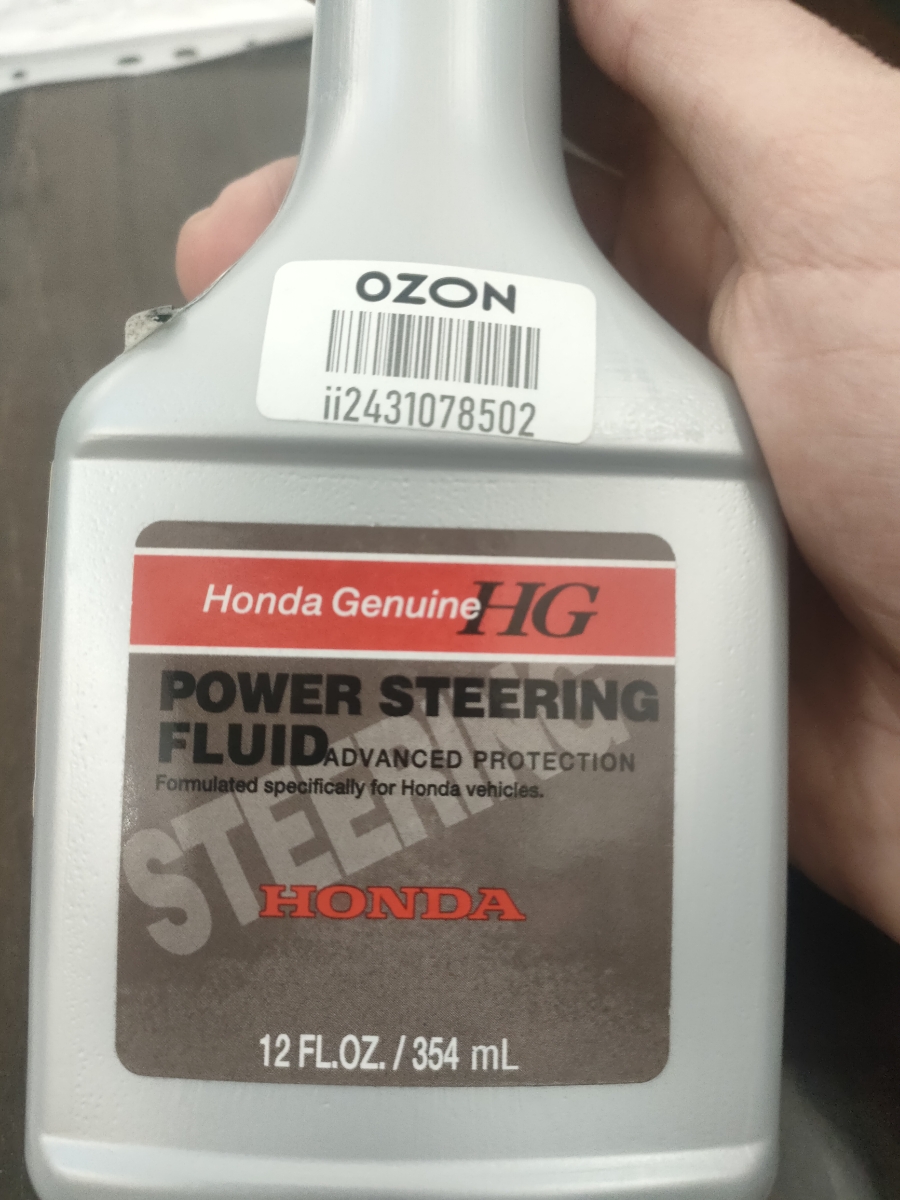 OZON
ii2431078502
Honda Genuine HG
POWER STEERING
FLUID ADVANCED PROTECTION
Formulated specifically for Honda vehicles.
STEERING
HONDA
12 FL.OZ. / 354 mL